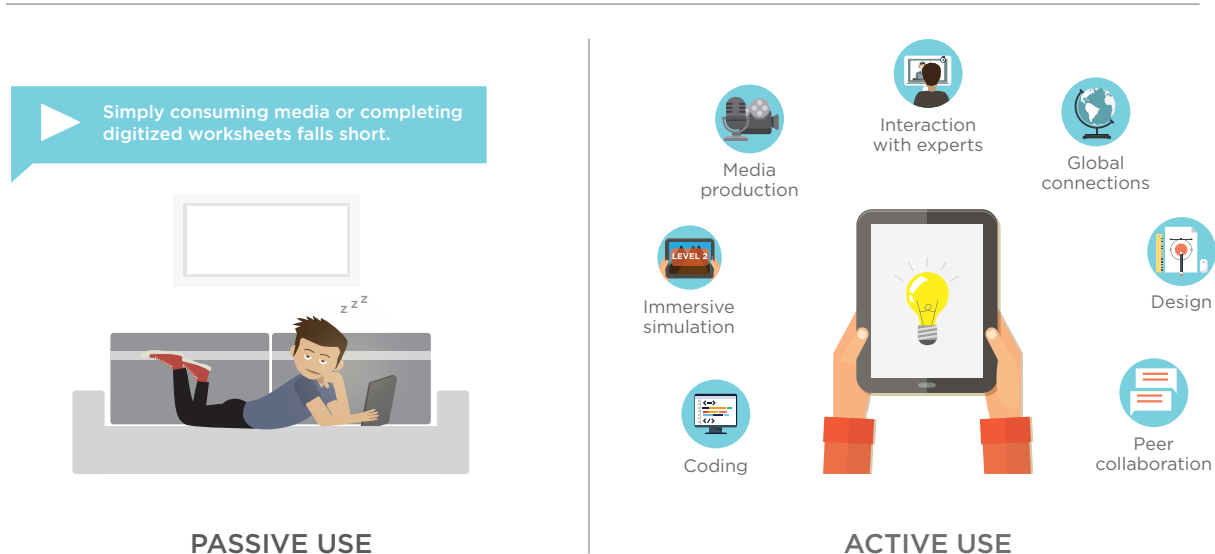 Simply consuming media or completing
digitized worksheets falls short.
z z z
PASSIVE USE
Media
production
Interaction
with experts
Global
connections
LEVEL 2
Immersive
simulation
Design
<···>
</>
Coding
Peer
collaboration
ACTIVE USE